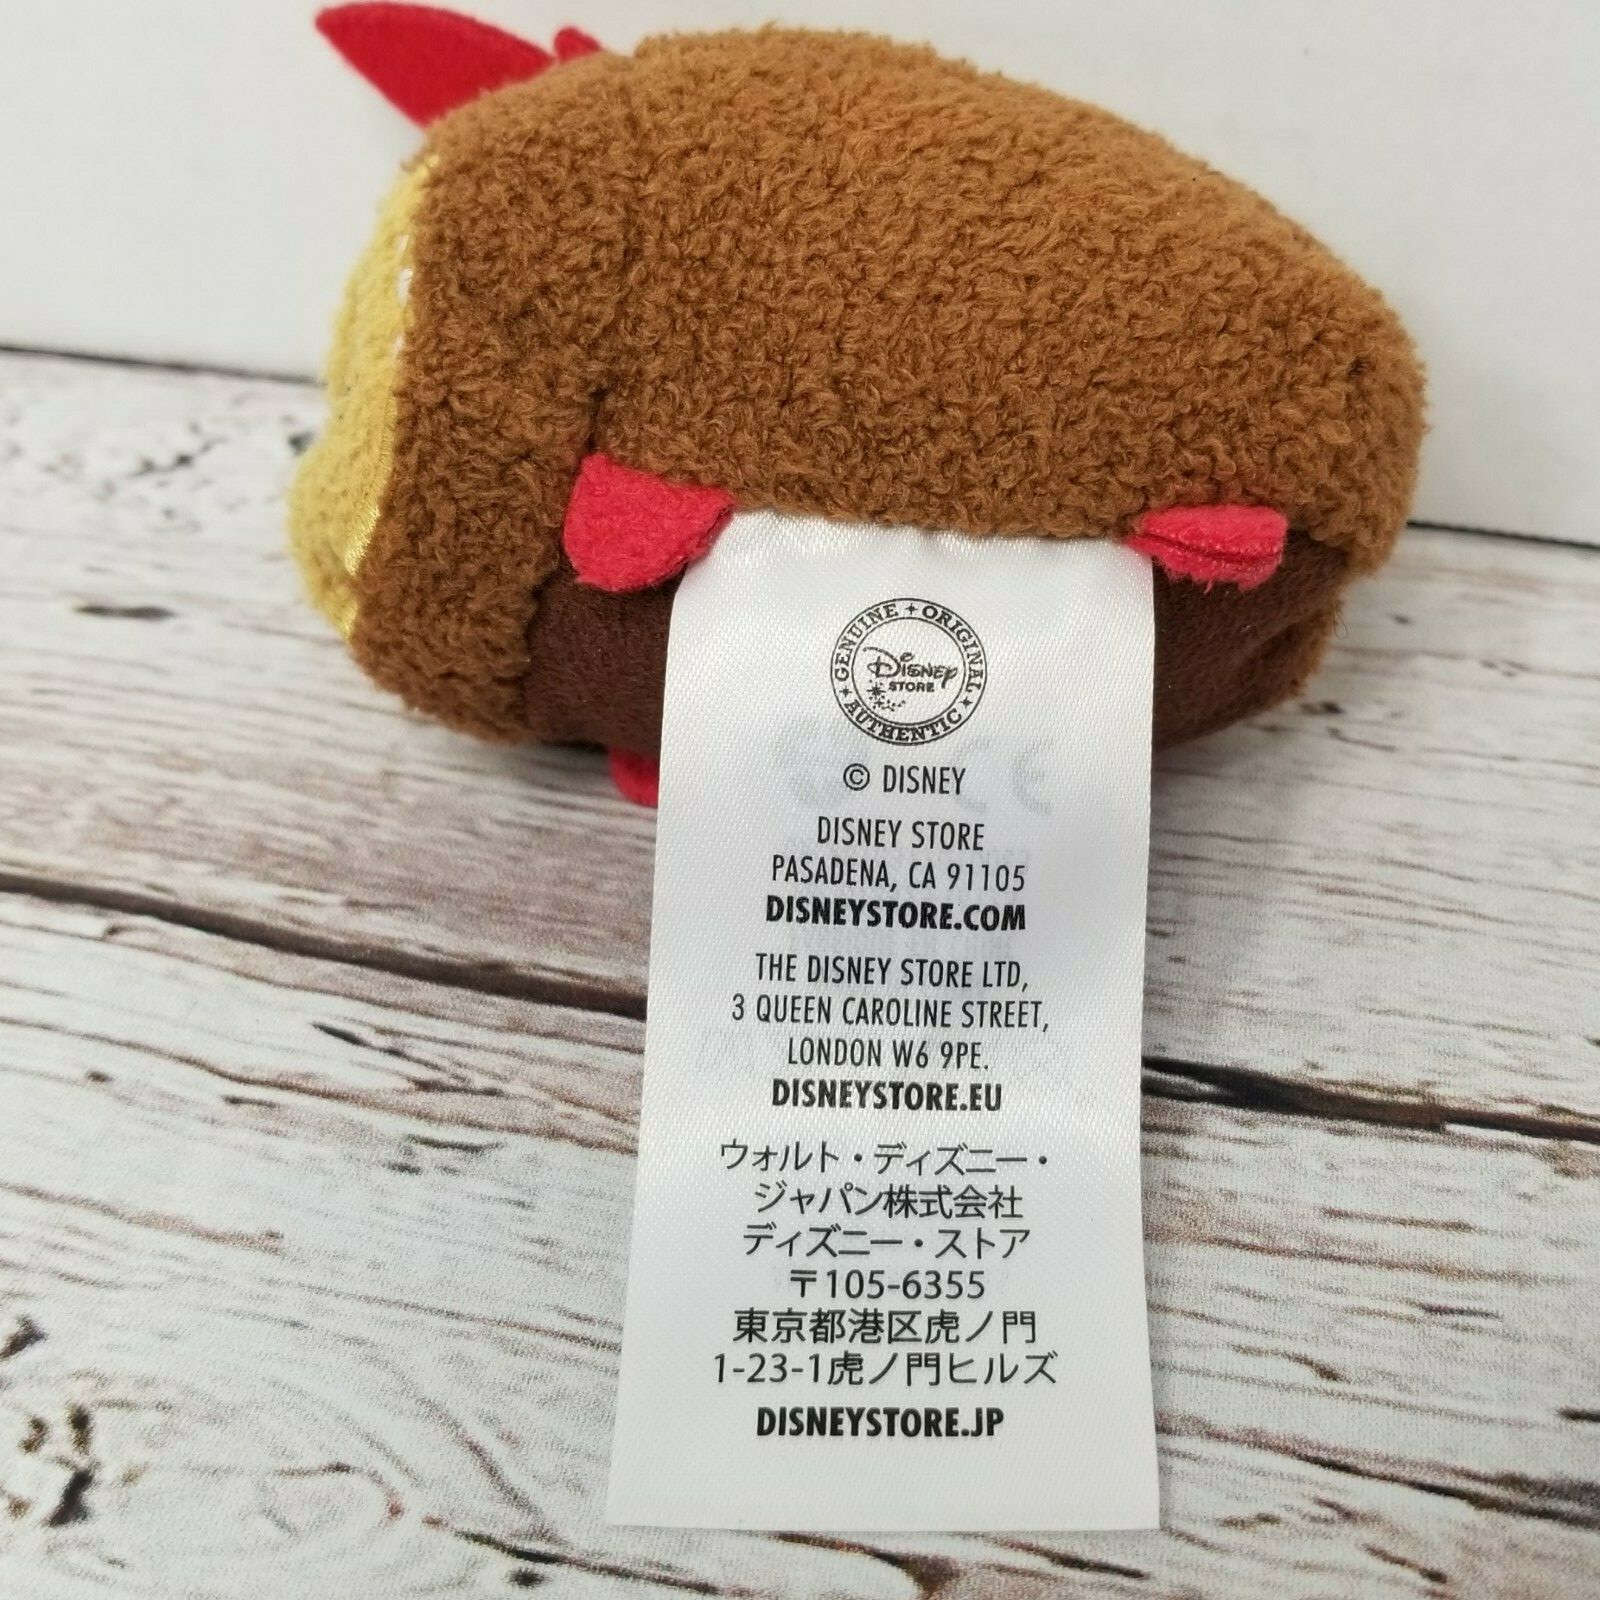 GENUINE ORIGINAL
AUTHENTIC
DISNEY
STORE
© DISNEY
DISNEY STORE
PASADENA, CA 91105
DISNEYSTORE.COM
THE DISNEY STORE LTD,
3 QUEEN CAROLINE STREET,
LONDON W6 9PE.
DISNEYSTORE.EU
ウォルト・ディズニー・
ジャパン株式会社
ディズニー・ストア
〒105-6355
東京都港区虎ノ門
1-23-1虎ノ門ヒルズ
DISNEYSTORE.JP